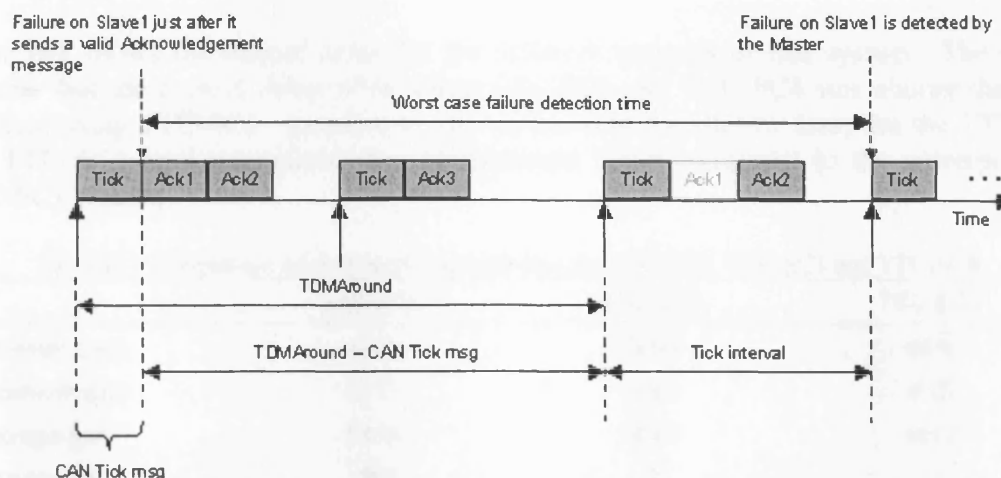 Failure on Slave1 just after it
sends a valid Acknowledgement
message
Failure on Slave1 is detected by
the Master
Worst case failure detection time
Tick Ack1 Ack2 Tick Ack3 Tick Ack1 Ack2 Tick ...
Time
TDMAround
TDMAround – CAN Tick msg
Tick interval
CAN Tick msg